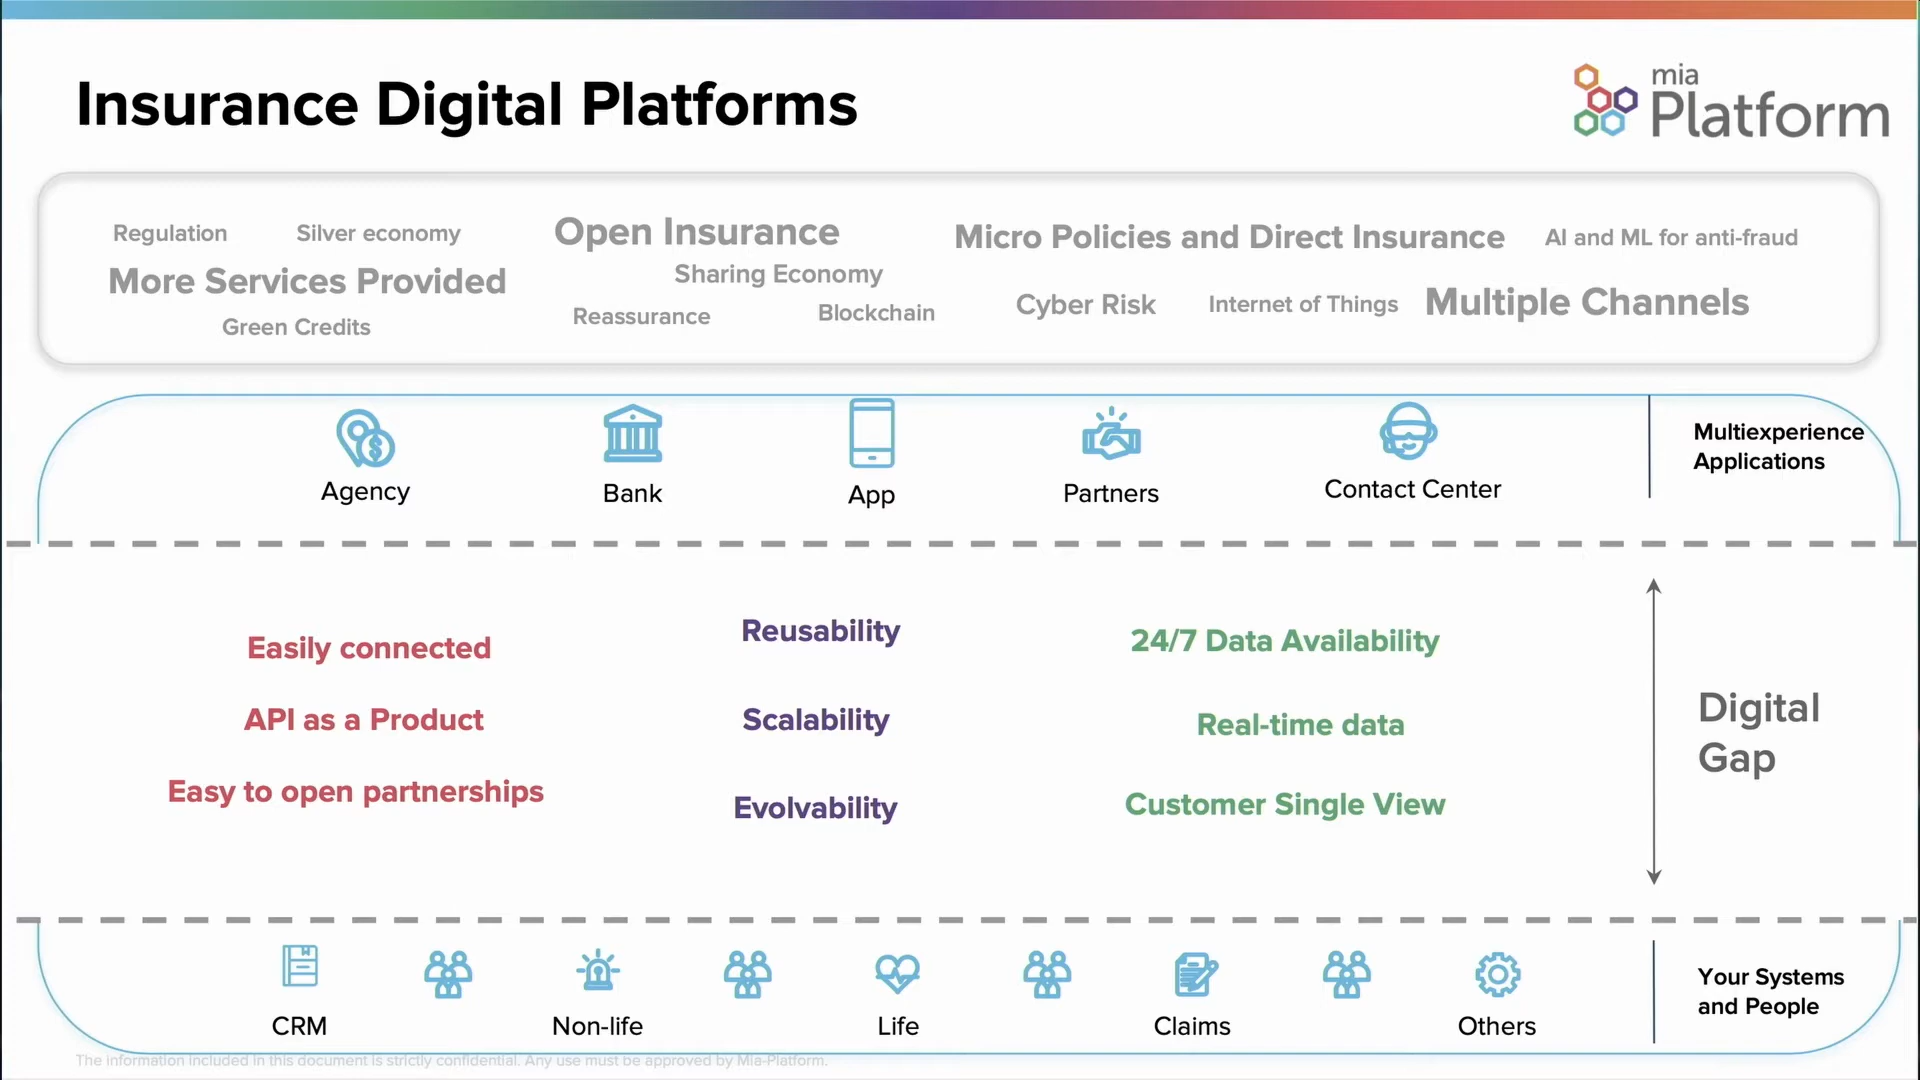 Insurance Digital Platforms
mia
Platform
Regulation
Silver economy
Open Insurance
Micro Policies and Direct Insurance
AI and ML for anti-fraud
More Services Provided
Sharing Economy
Green Credits
Reassurance
Blockchain
Cyber Risk
Internet of Things
Multiple Channels
Agency
Bank
App
Partners
Contact Center
Multiexperience
Applications
Easily connected
API as a Product
Easy to open partnerships
Reusability
Scalability
Evolvability
24/7 Data Availability
Real-time data
Customer Single View
Digital
Gap
CRM
Non-life
Life
Claims
Others
Your Systems
and People
The information included in this document is strictly confidential. Any use must be approved by Mia-Platform.